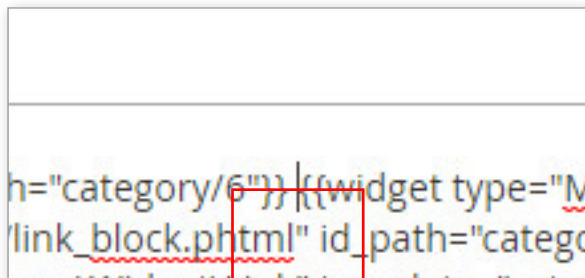 h="category/6"}} {{widget type="M
/link_block.phtml" id_path="catego